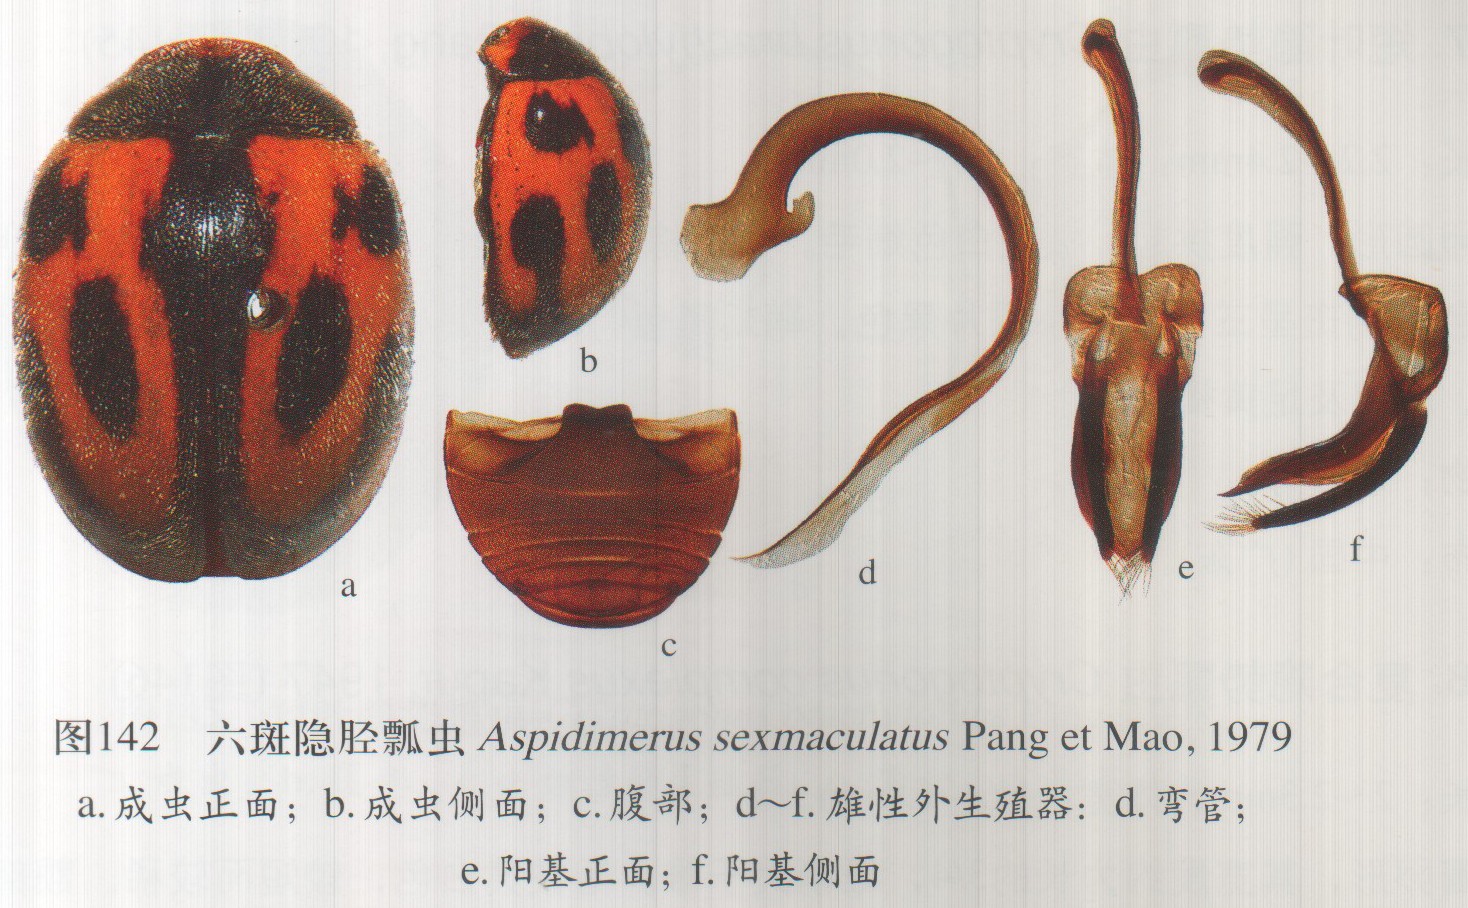 a
b
c
d
e
f
图142 六斑隐胫瓢虫 Aspidimerus sexmaculatus Pang et Mao, 1979
a. 成虫正面；b. 成虫侧面；c. 腹部；d～f. 雄性外生殖器：d. 弯管；
e. 阳基正面；f. 阳基侧面